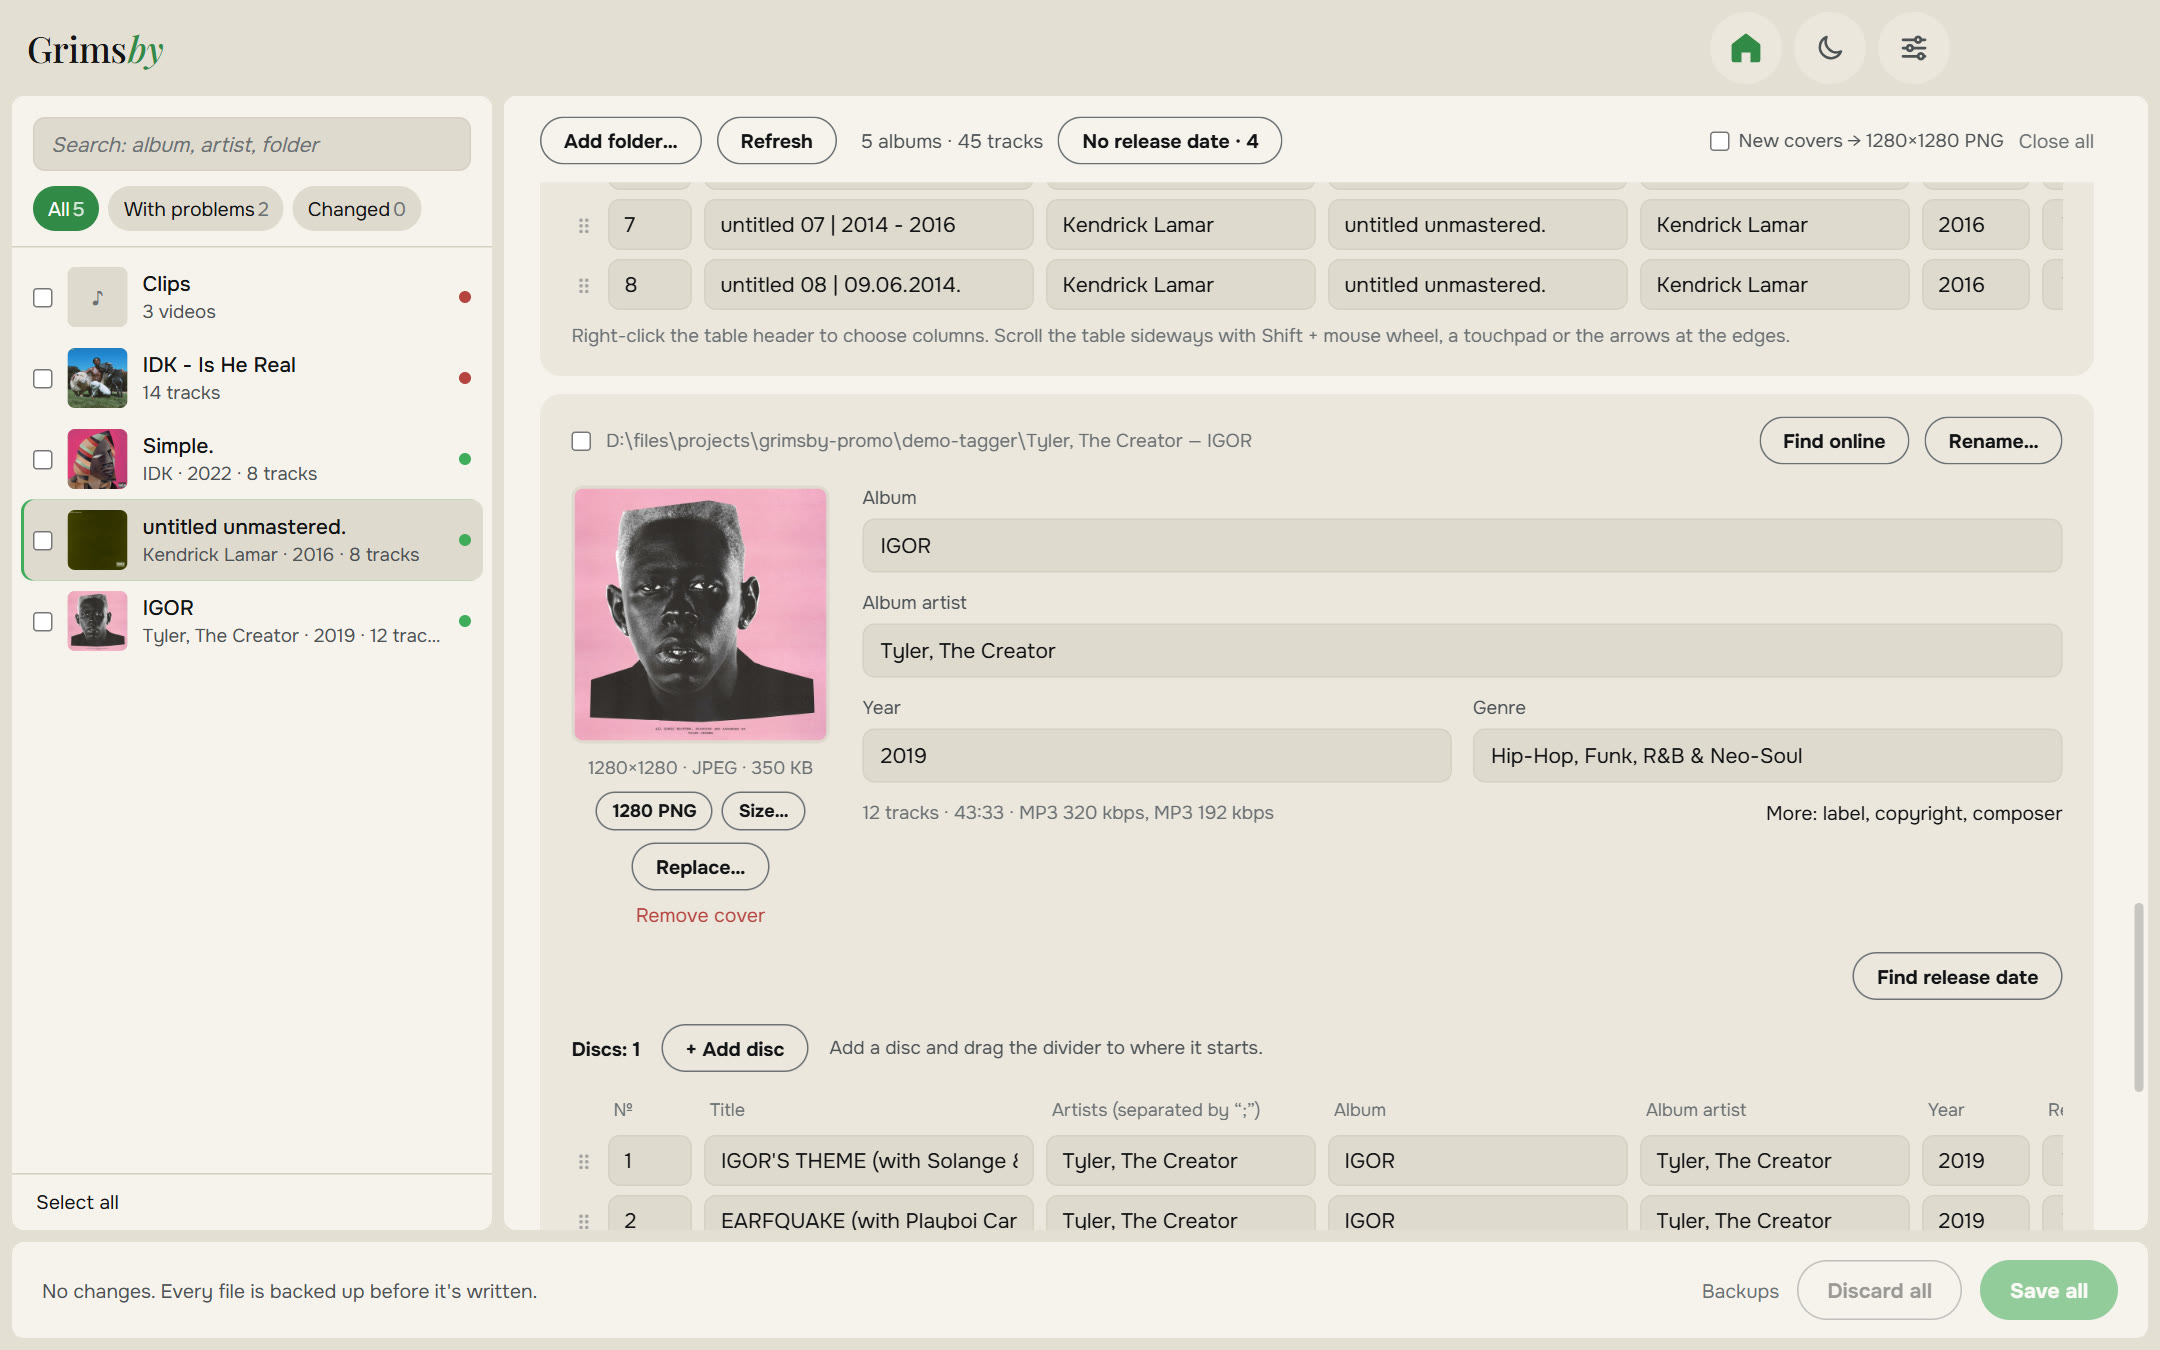 Grimsby
Search: album, artist, folder
All 5
With problems 2
Changed 0
Clips
3 videos
IDK - Is He Real
14 tracks
Simple.
IDK · 2022 · 8 tracks
untitled unmastered.
Kendrick Lamar · 2016 · 8 tracks
IGOR
Tyler, The Creator · 2019 · 12 trac...
Select all
Add folder...
Refresh
5 albums · 45 tracks
No release date · 4
New covers → 1280×1280 PNG
Close all
7 untitled 07 | 2014 - 2016 Kendrick Lamar untitled unmastered. Kendrick Lamar 2016
8 untitled 08 | 09.06.2014. Kendrick Lamar untitled unmastered. Kendrick Lamar 2016
Right-click the table header to choose columns. Scroll the table sideways with Shift + mouse wheel, a touchpad or the arrows at the edges.
D:\files\projects\grimsby-promo\demo-tagger\Tyler, The Creator — IGOR
Find online
Rename...
1280×1280 · JPEG · 350 KB
1280 PNG
Size...
Replace...
Remove cover
Album
IGOR
Album artist
Tyler, The Creator
Year
2019
Genre
Hip-Hop, Funk, R&B & Neo-Soul
12 tracks · 43:33 · MP3 320 kbps, MP3 192 kbps
More: label, copyright, composer
Find release date
Discs: 1
+ Add disc
Add a disc and drag the divider to where it starts.
Nº Title Artists (separated by “;”) Album Album artist Year Re
1 IGOR'S THEME (with Solange & Tyler, The Creator IGOR Tyler, The Creator 2019
2 EARFQUAKE (with Playboi Car Tyler, The Creator IGOR Tyler, The Creator 2019
No changes. Every file is backed up before it's written.
Backups
Discard all
Save all